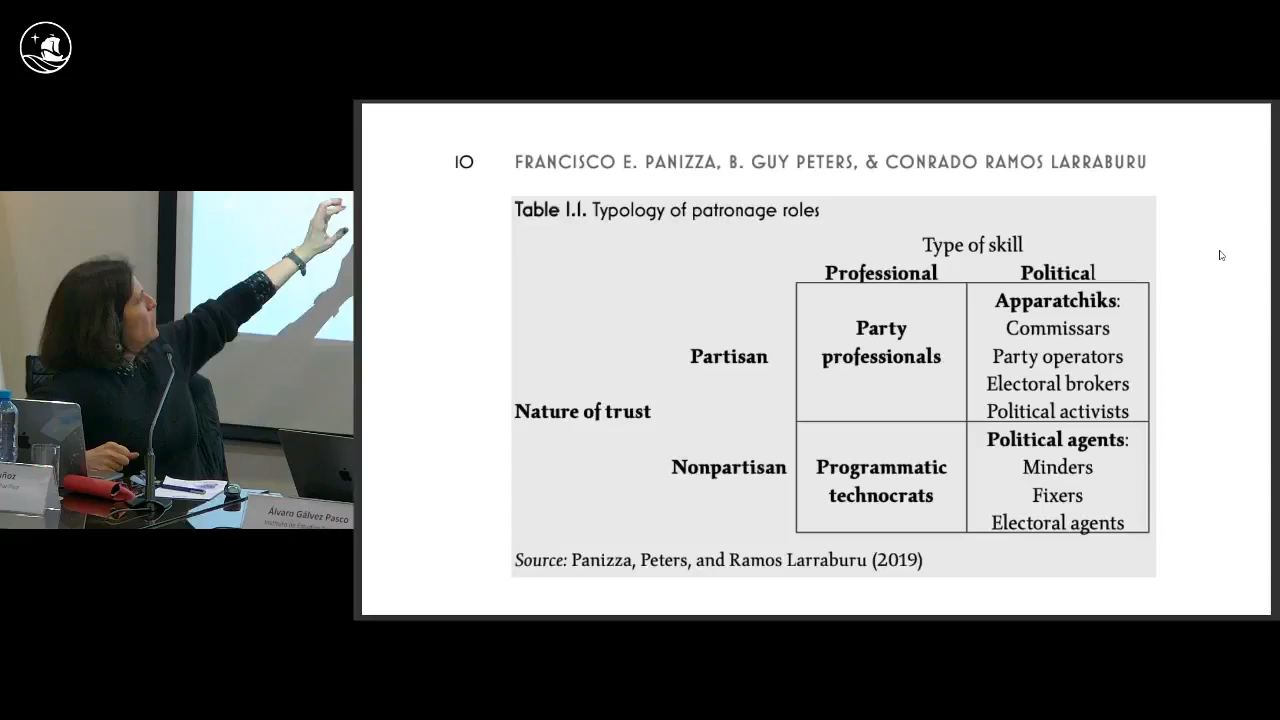 10 FRANCISCO E. PANIZZA, B. GUY PETERS, & CONRADO RAMOS LARRABURU
Table 1.1. Typology of patronage roles
Type of skill
Professional Political
Nature of trust
Partisan
Party
professionals
Apparatchiks:
Commissars
Party operators
Electoral brokers
Political activists
Nonpartisan
Programmatic
technocrats
Political agents:
Minders
Fixers
Electoral agents
Source: Panizza, Peters, and Ramos Larraburu (2019)
Álvaro Gálvez Pasco